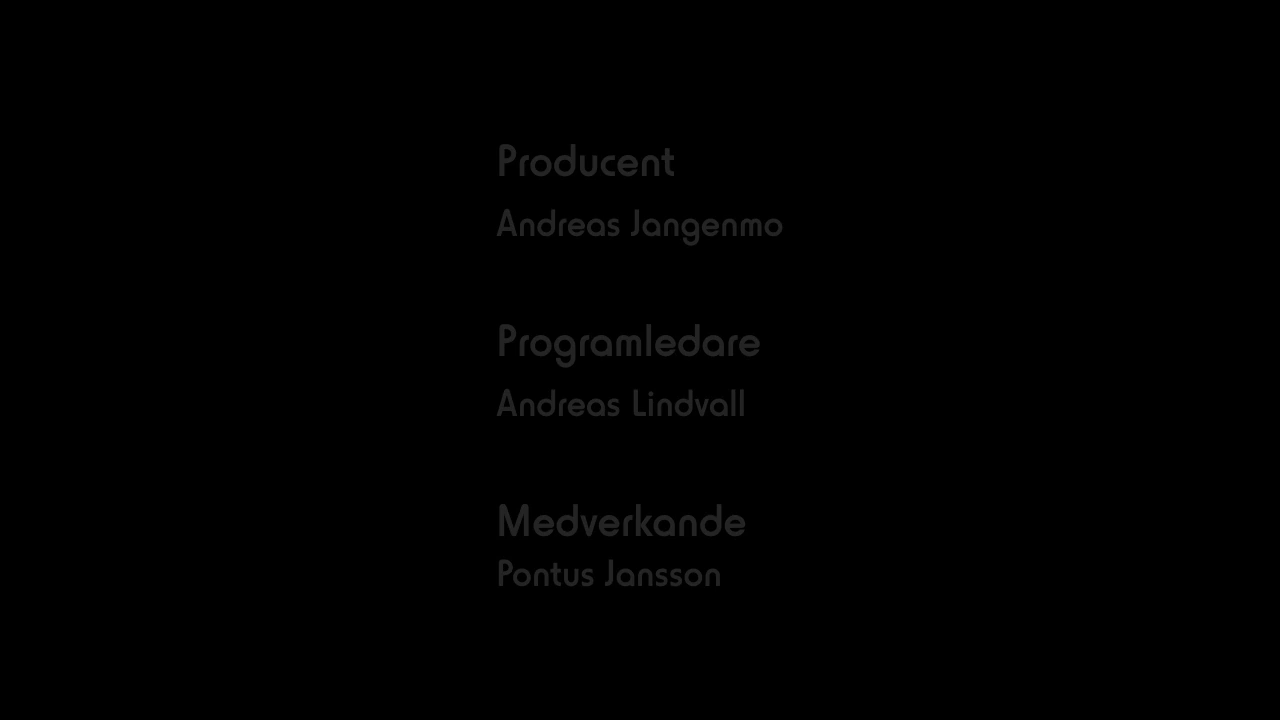 Producent
Andreas Jangenmo
Programledare
Andreas Lindvall
Medverkande
Pontus Jansson